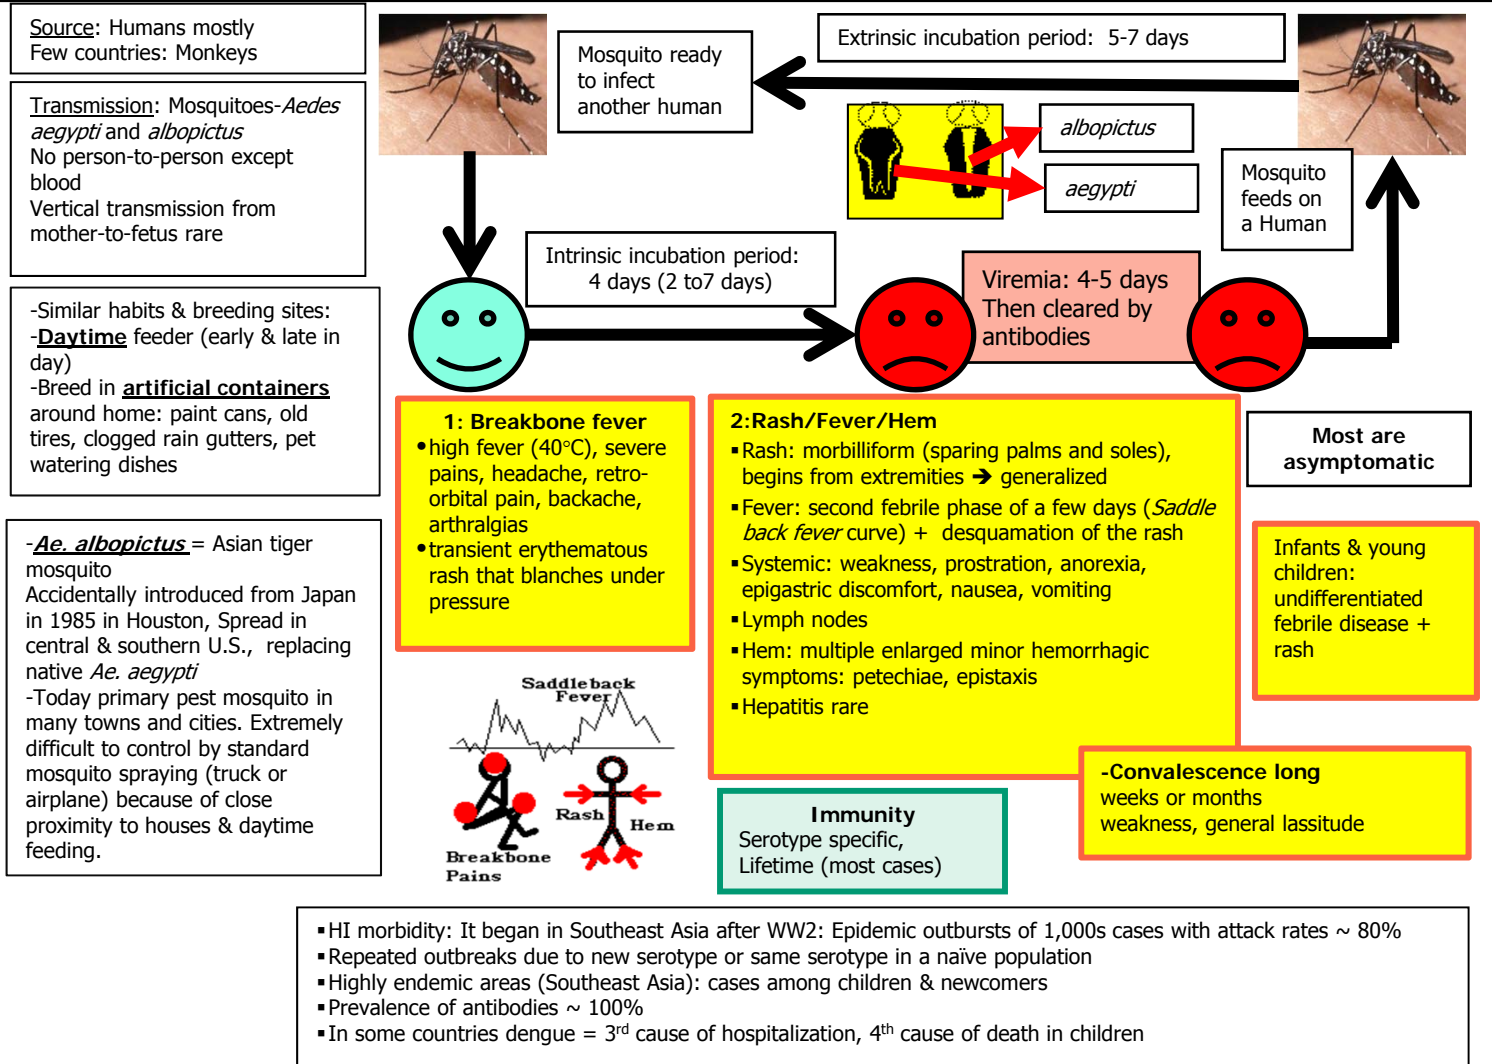 Source: Humans mostly
Few countries: Monkeys
Transmission: Mosquitoes-Aedes
aegypti and albopictus
No person-to-person except
blood
Vertical transmission from
mother-to-fetus rare
-Similar habits & breeding sites:
-Daytime feeder (early & late in
day)
-Breed in artificial containers
around home: paint cans, old
tires, clogged rain gutters, pet
watering dishes
-Ae. albopictus = Asian tiger
mosquito
Accidentally introduced from Japan
in 1985 in Houston, Spread in
central & southern U.S., replacing
native Ae. aegypti
-Today primary pest mosquito in
many towns and cities. Extremely
difficult to control by standard
mosquito spraying (truck or
airplane) because of close
proximity to houses & daytime
feeding.
Mosquito ready
to infect
another human
Extrinsic incubation period: 5-7 days
albopictus
aegypti
Mosquito
feeds on
a Human
Intrinsic incubation period:
4 days (2 to7 days)
Viremia: 4-5 days
Then cleared by
antibodies
1: Breakbone fever
•high fever (40°C), severe
pains, headache, retro-
orbital pain, backache,
arthralgias
•transient erythematous
rash that blanches under
pressure
2:Rash/Fever/Hem
▪Rash: morbilliform (sparing palms and soles),
begins from extremities ➔ generalized
▪Fever: second febrile phase of a few days (Saddle
back fever curve) + desquamation of the rash
▪Systemic: weakness, prostration, anorexia,
epigastric discomfort, nausea, vomiting
▪Lymph nodes
▪Hem: multiple enlarged minor hemorrhagic
symptoms: petechiae, epistaxis
▪Hepatitis rare
Most are
asymptomatic
Infants & young
children:
undifferentiated
febrile disease +
rash
-Convalescence long
weeks or months
weakness, general lassitude
Saddleback
Fever
Rash
Hem
Breakbone
Pains
Immunity
Serotype specific,
Lifetime (most cases)
▪HI morbidity: It began in Southeast Asia after WW2: Epidemic outbursts of 1,000s cases with attack rates ~ 80%
▪Repeated outbreaks due to new serotype or same serotype in a naïve population
▪Highly endemic areas (Southeast Asia): cases among children & newcomers
▪Prevalence of antibodies ~ 100%
▪In some countries dengue = 3rd cause of hospitalization, 4th cause of death in children